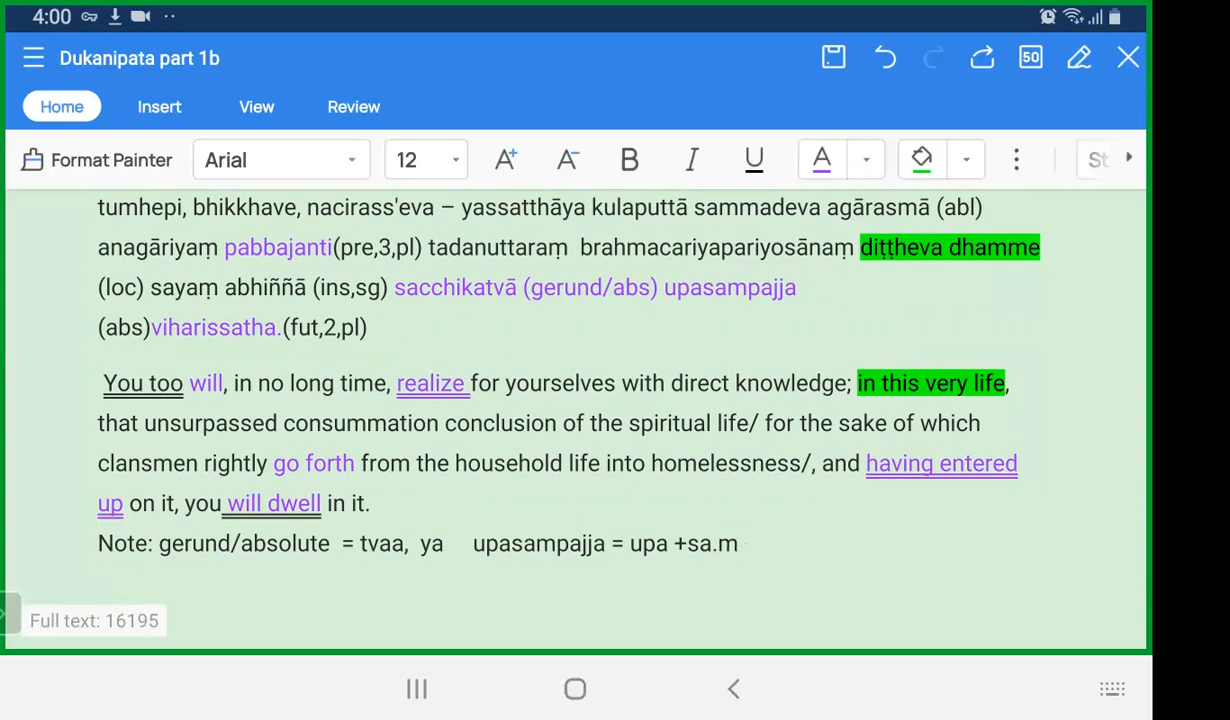 4:00
Dukanipata part 1b
50
Home Insert View Review
Format Painter Arial 12 A+ A- B I U A St
tumhepi, bhikkhave, nacirass'eva – yassatthāya kulaputtā sammadeva agārasmā (abl)
anagāriyaṃ pabbajanti(pre,3,pl) tadanuttaraṃ brahmacariyapariyosānaṃ diṭṭheva dhamme
(loc) sayaṃ abhiññā (ins,sg) sacchikatvā (gerund/abs) upasampajja
(abs)viharissatha.(fut,2,pl)
You too will, in no long time, realize for yourselves with direct knowledge; in this very life,
that unsurpassed consummation conclusion of the spiritual life/ for the sake of which
clansmen rightly go forth from the household life into homelessness/, and having entered
up on it, you will dwell in it.
Note: gerund/absolute = tvaa, ya upasampajja = upa +sa.m
Full text: 16195